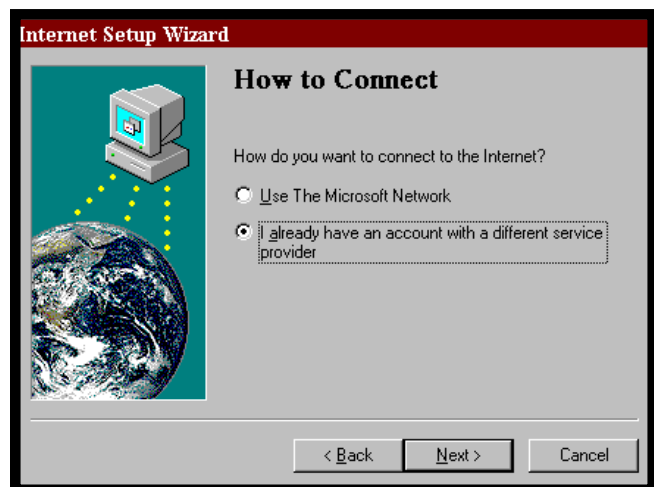 Internet Setup Wizard
How to Connect
How do you want to connect to the Internet?
Use The Microsoft Network
I already have an account with a different service
provider
< Back Next > Cancel